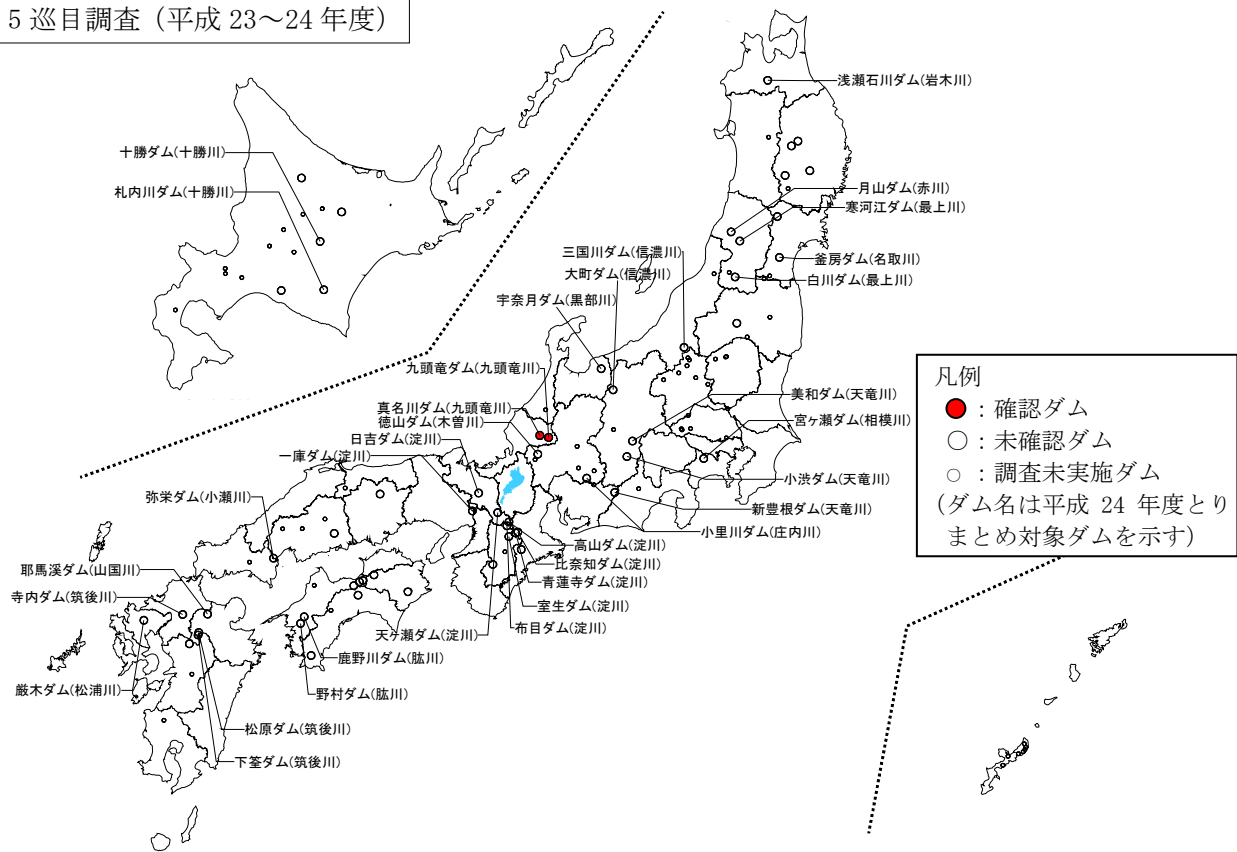 5 巡目調査（平成 23～24 年度）
浅瀬石川ダム(岩木川)
十勝ダム(十勝川)
札内川ダム(十勝川)
月山ダム(赤川)
寒河江ダム(最上川)
三国川ダム(信濃川)
釜房ダム(名取川)
大町ダム(信濃川)
白川ダム(最上川)
宇奈月ダム(黒部川)
九頭竜ダム(九頭竜川)
美和ダム(天竜川)
真名川ダム(九頭竜川)
宮ヶ瀬ダム(相模川)
徳山ダム(木曽川)
日吉ダム(淀川)
一庫ダム(淀川)
小渋ダム(天竜川)
弥栄ダム(小瀬川)
新豊根ダム(天竜川)
小里川ダム(庄内川)
高山ダム(淀川)
比奈知ダム(淀川)
耶馬溪ダム(山国川)
青蓮寺ダム(淀川)
寺内ダム(筑後川)
室生ダム(淀川)
布目ダム(淀川)
天ヶ瀬ダム(淀川)
鹿野川ダム(肱川)
厳木ダム(松浦川)
野村ダム(肱川)
松原ダム(筑後川)
下筌ダム(筑後川)
凡例
●：確認ダム
○：未確認ダム
○：調査未実施ダム
(ダム名は平成 24 年度とり
まとめ対象ダムを示す)